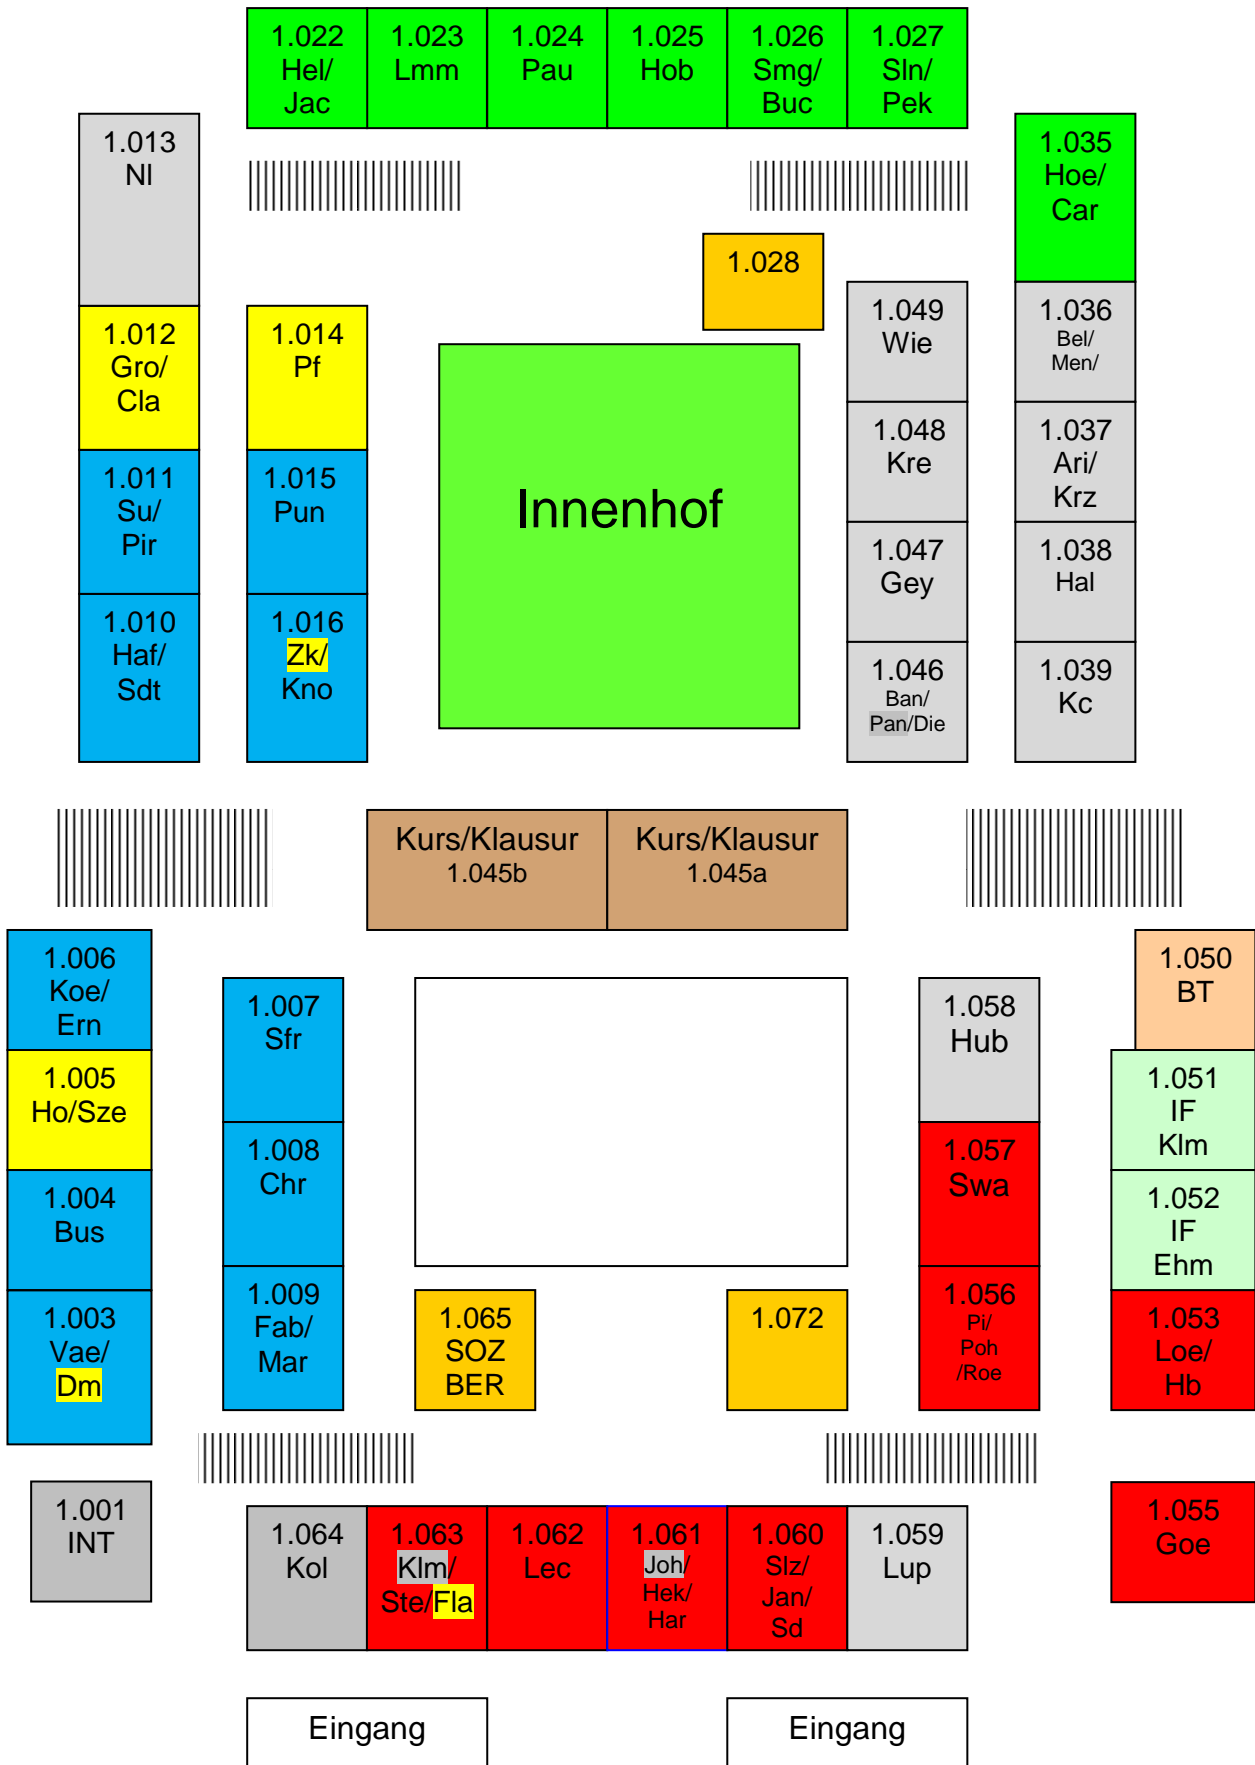 1.022
Hel/
Jac
1.023
Lmm
1.024
Pau
1.025
Hob
1.026
Smg/
Buc
1.027
Sln/
Pek
1.013
Nl
1.035
Hoe/
Car
1.028
1.012
Gro/
Cla
1.014
Pf
1.049
Wie
1.036
Bel/
Men/
1.011
Su/
Pir
1.015
Pun
Innenhof
1.048
Kre
1.037
Ari/
Krz
1.010
Haf/
Sdt
1.016
Zk/
Kno
1.047
Gey
1.038
Hal
1.046
Ban/
Pan/Die
1.039
Kc
Kurs/Klausur
1.045b
Kurs/Klausur
1.045a
1.006
Koe/
Ern
1.007
Sfr
1.058
Hub
1.050
BT
1.005
Ho/Sze
1.051
IF
Klm
1.004
Bus
1.008
Chr
1.057
Swa
1.052
IF
Ehm
1.003
Vae/
Dm
1.009
Fab/
Mar
1.065
SOZ
BER
1.072
1.056
Pi/
Poh
/Roe
1.053
Loe/
Hb
1.001
INT
1.064
Kol
1.063
Klm/
Ste/Fla
1.062
Lec
1.061
Joh/
Hek/
Har
1.060
Slz/
Jan/
Sd
1.059
Lup
1.055
Goe
Eingang
Eingang